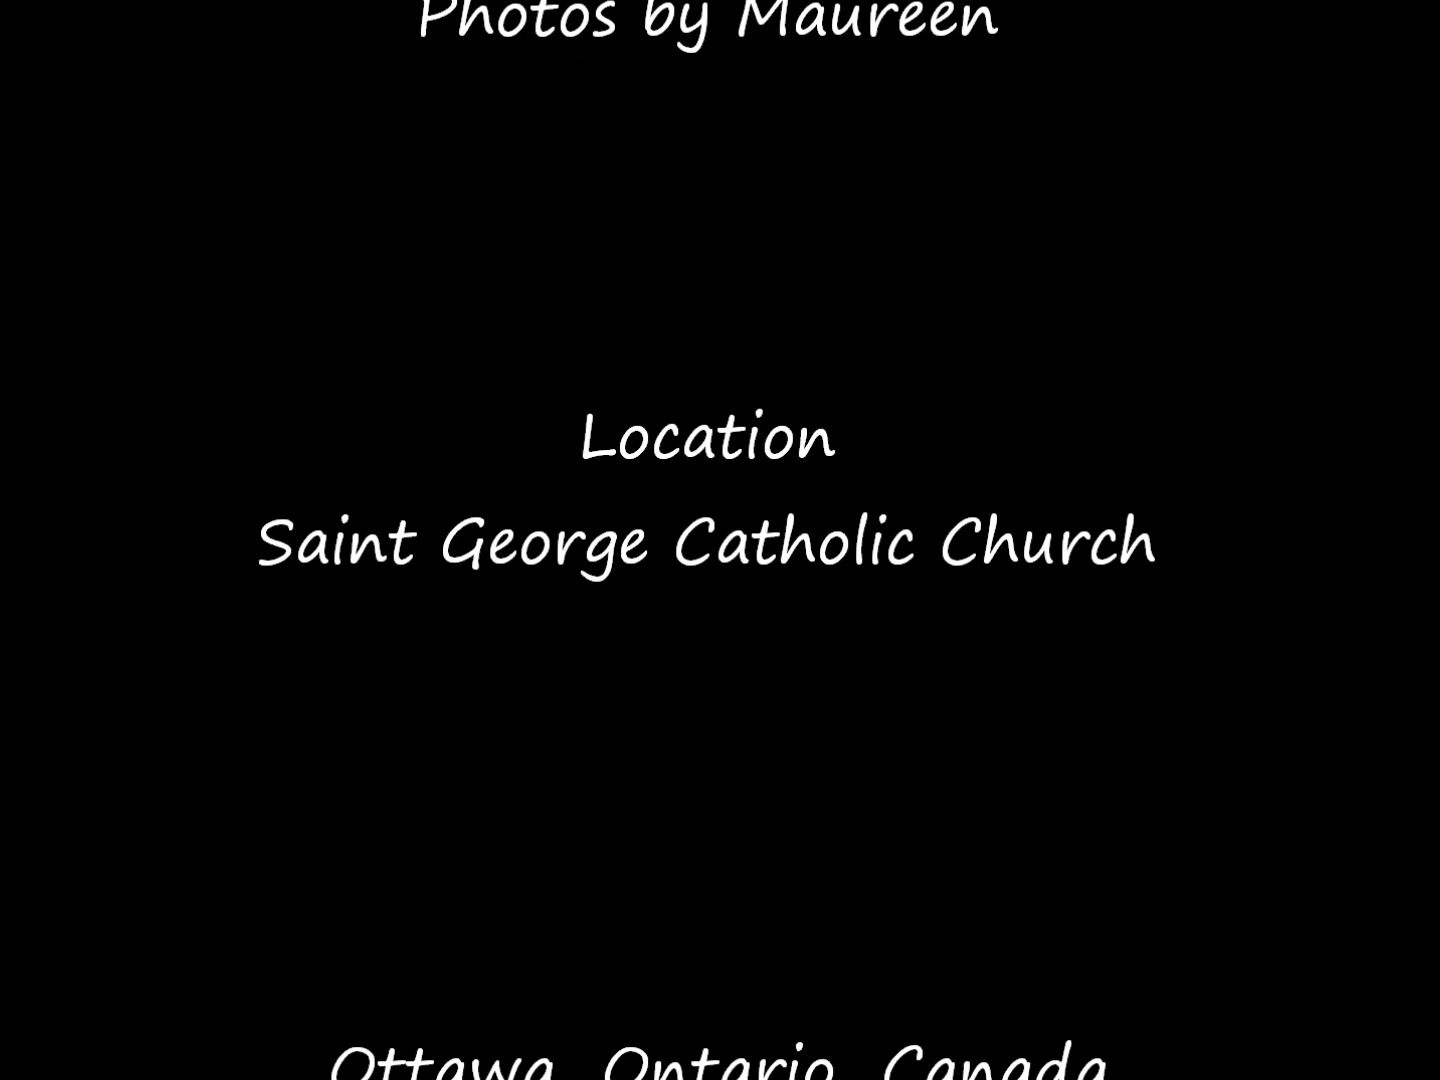 Photos by Maureen
Location
Saint George Catholic Church
Ottawa, Ontario, Canada